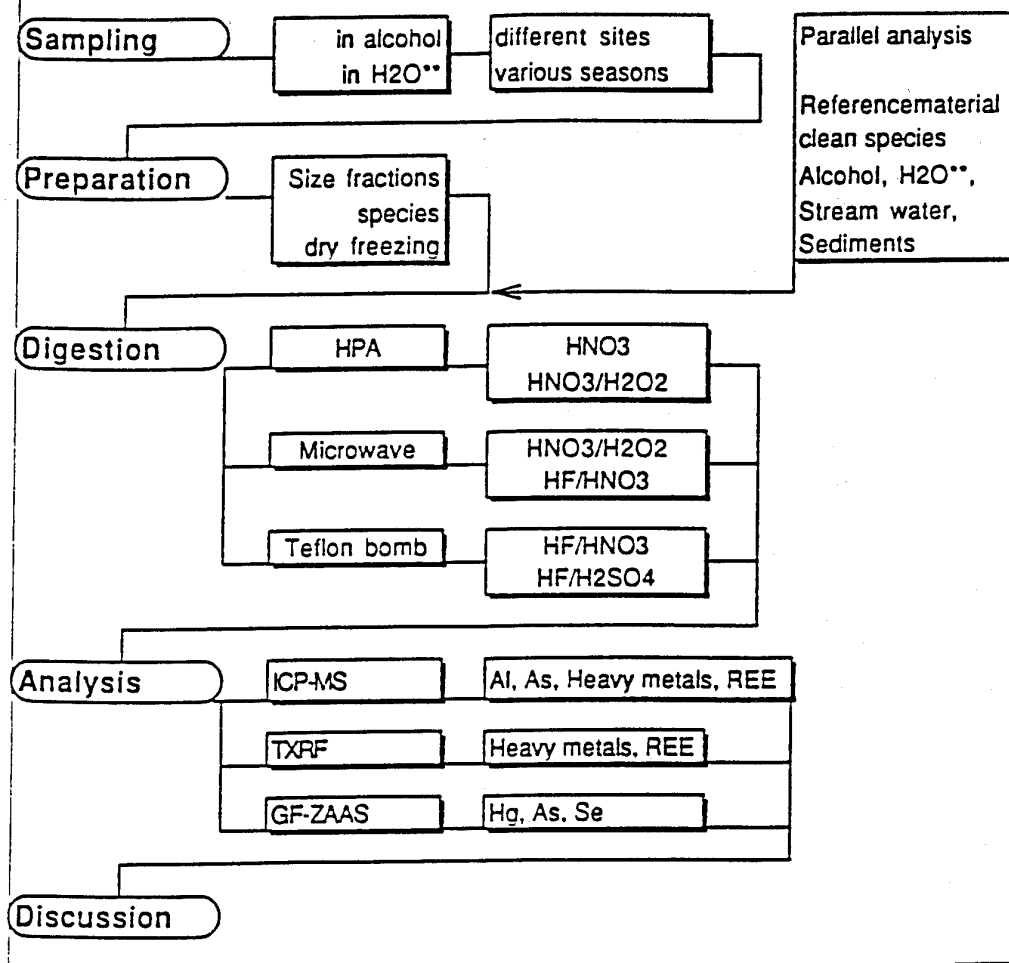 Sampling
in alcohol
in H2O**
different sites
various seasons
Parallel analysis
Referencematerial
clean species
Alcohol, H2O**,
Stream water,
Sediments
Preparation
Size fractions
species
dry freezing
Digestion
HPA
HNO3
HNO3/H2O2
Microwave
HNO3/H2O2
HF/HNO3
Teflon bomb
HF/HNO3
HF/H2SO4
Analysis
ICP-MS
Al, As, Heavy metals, REE
TXRF
Heavy metals, REE
GF-ZAAS
Hg, As, Se
Discussion